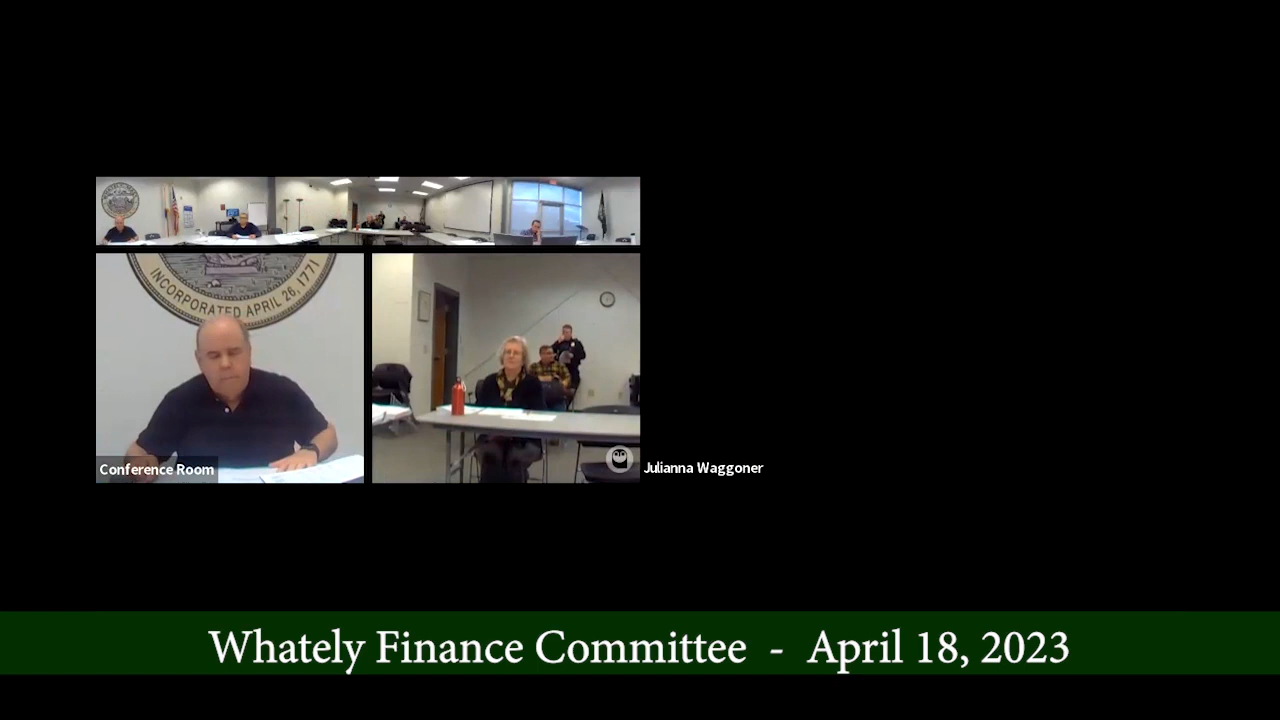 INCORPORATED APRIL 26, 1771
Conference Room
Julianna Waggoner
Whately Finance Committee - April 18, 2023